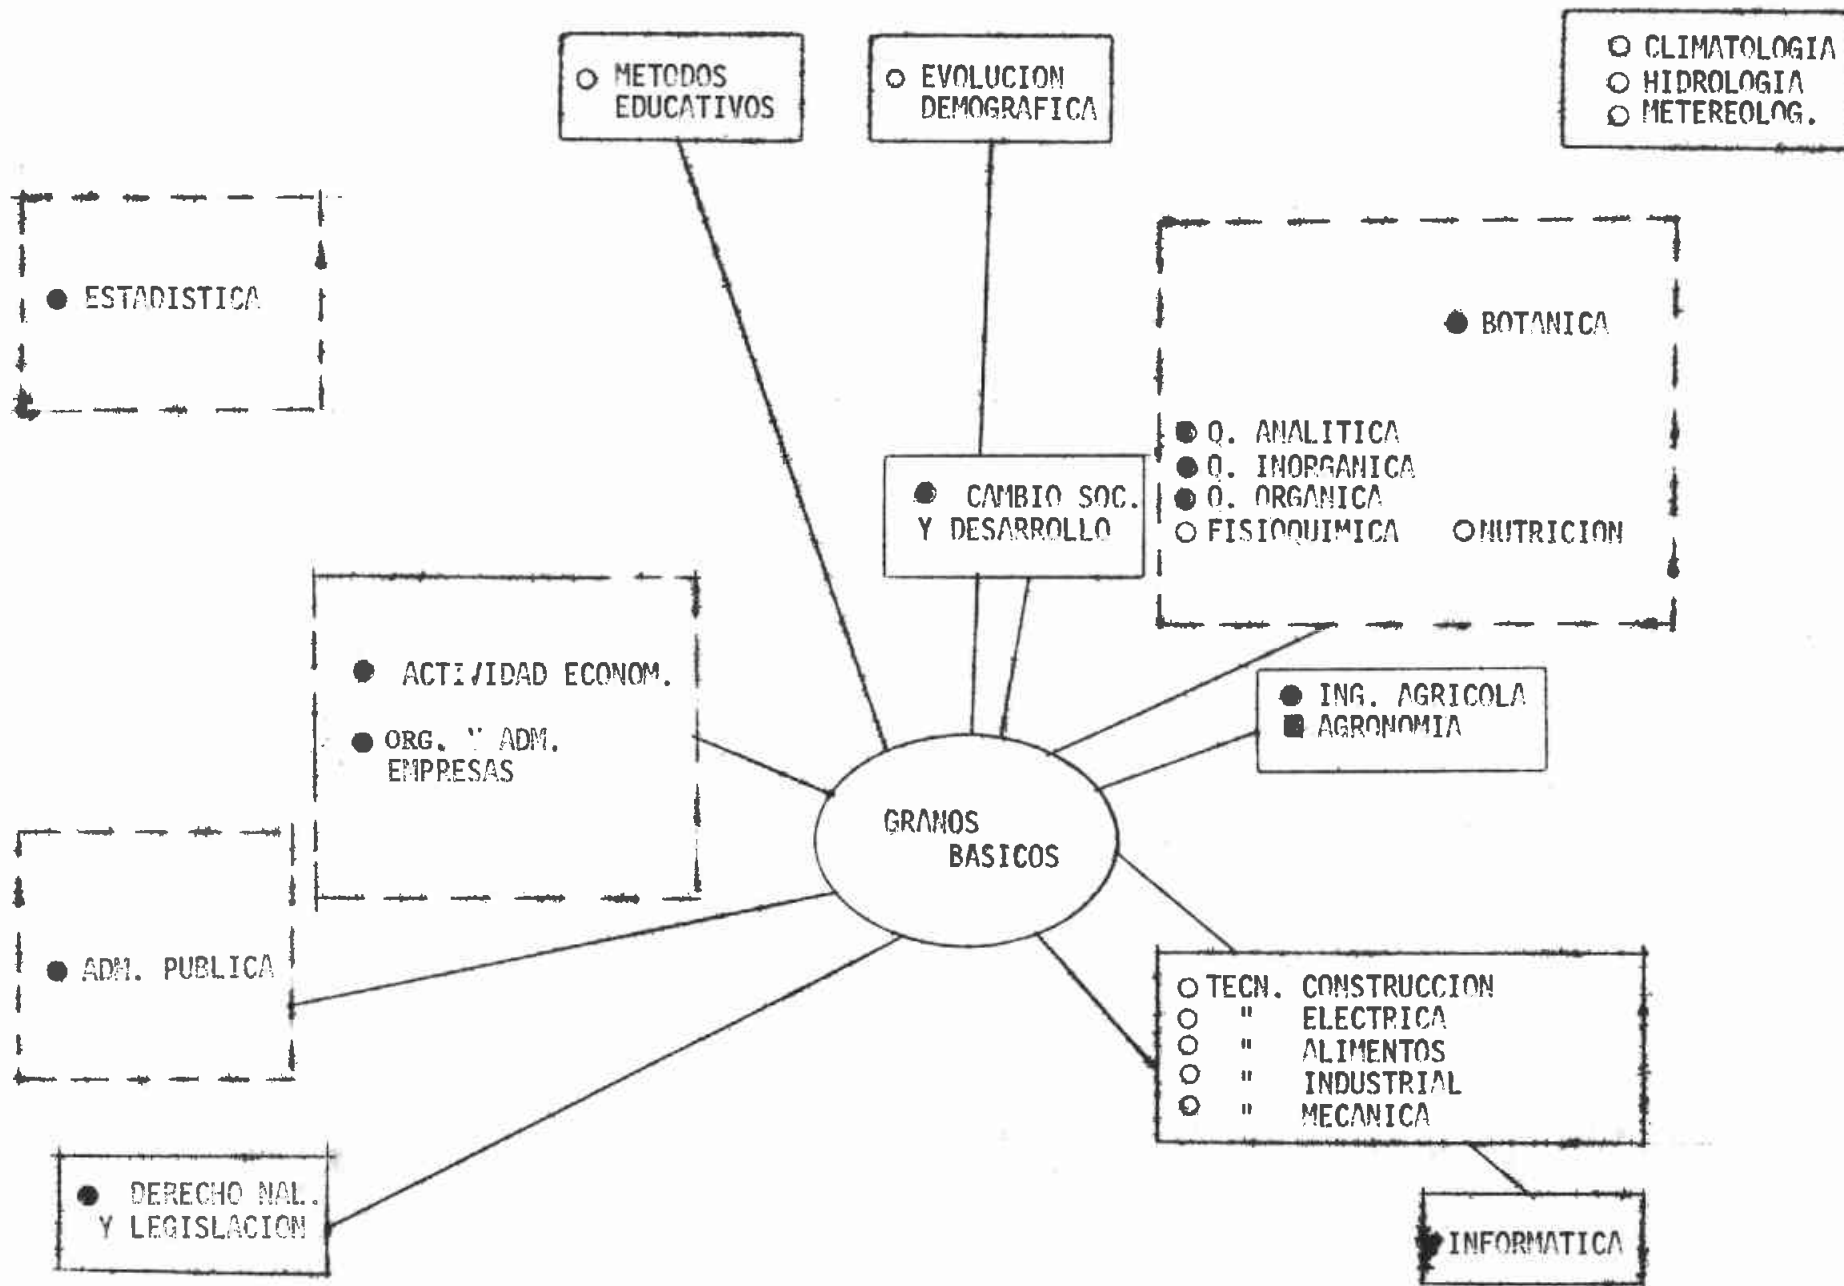 METODOS
EDUCATIVOS
EVOLUCION
DEMOGRAFICA
CLIMATOLOGIA
HIDROLOGIA
METEREOLOG.
ESTADISTICA
BOTANICA
Q. ANALITICA
Q. INORGANICA
Q. ORGANICA
FISIOQUIMICA
NUTRICION
CAMBIO SOC.
Y DESARROLLO
ACTIVIDAD ECONOM.
ORG. Y ADM.
EMPRESAS
ING. AGRICOLA
AGRONOMIA
GRANOS
BASICOS
ADM. PUBLICA
TECN. CONSTRUCCION
" ELECTRICA
" ALIMENTOS
" INDUSTRIAL
" MECANICA
DERECHO NAL.
Y LEGISLACION
INFORMATICA